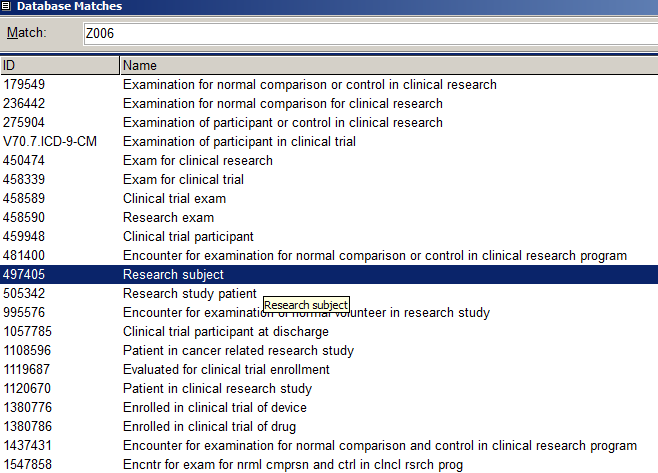 Database Matches
Match: Z006
ID Name
179549 Examination for normal comparison or control in clinical research
236442 Examination for normal comparison for clinical research
275904 Examination of participant or control in clinical research
V70.7.ICD-9-CM Examination of participant in clinical trial
450474 Exam for clinical research
458339 Exam for clinical trial
458589 Clinical trial exam
458590 Research exam
459948 Clinical trial participant
481400 Encounter for examination for normal comparison or control in clinical research program
497405 Research subject
505342 Research study patient
Research subject
995576 Encounter for examination of normal volunteer in research study
1057785 Clinical trial participant at discharge
1108596 Patient in cancer related research study
1119687 Evaluated for clinical trial enrollment
1120670 Patient in clinical research study
1380776 Enrolled in clinical trial of device
1380786 Enrolled in clinical trial of drug
1437431 Encounter for examination for normal comparison and control in clinical research program
1547858 Encntr for exam for nrml cmprsn and ctrl in clncl rsrch prog